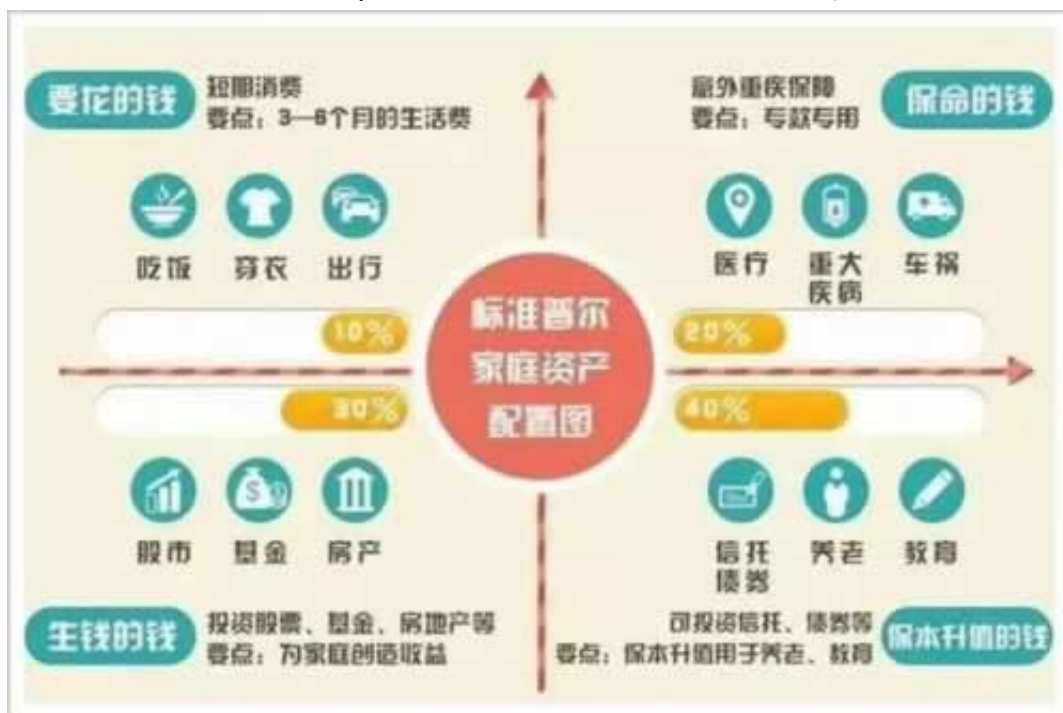 要花的钱
短期消费
要点：3—6个月的生活费
意外重疾保障
要点：专款专用
保命的钱
吃饭
穿衣
出行
医疗
重大
疾病
车祸
10%
20%
标准普尔
家庭资产
配置图
30%
40%
股市
基金
房产
信托
债券
养老
教育
生钱的钱
投资股票、基金、房地产等
要点：为家庭创造收益
可投资信托、债券等
要点：保本升值用于养老、教育
保本升值的钱